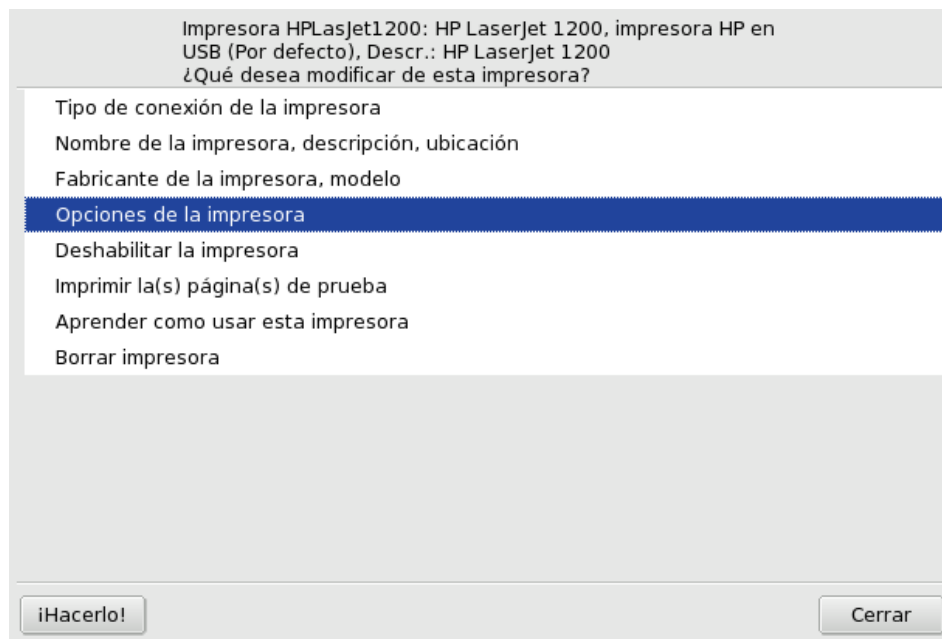 Impresora HPLasJet1200: HP LaserJet 1200, impresora HP en
USB (Por defecto), Descr.: HP LaserJet 1200
¿Qué desea modificar de esta impresora?
Tipo de conexión de la impresora
Nombre de la impresora, descripción, ubicación
Fabricante de la impresora, modelo
Opciones de la impresora
Deshabilitar la impresora
Imprimir la(s) página(s) de prueba
Aprender como usar esta impresora
Borrar impresora
¡Hacerlo!
Cerrar